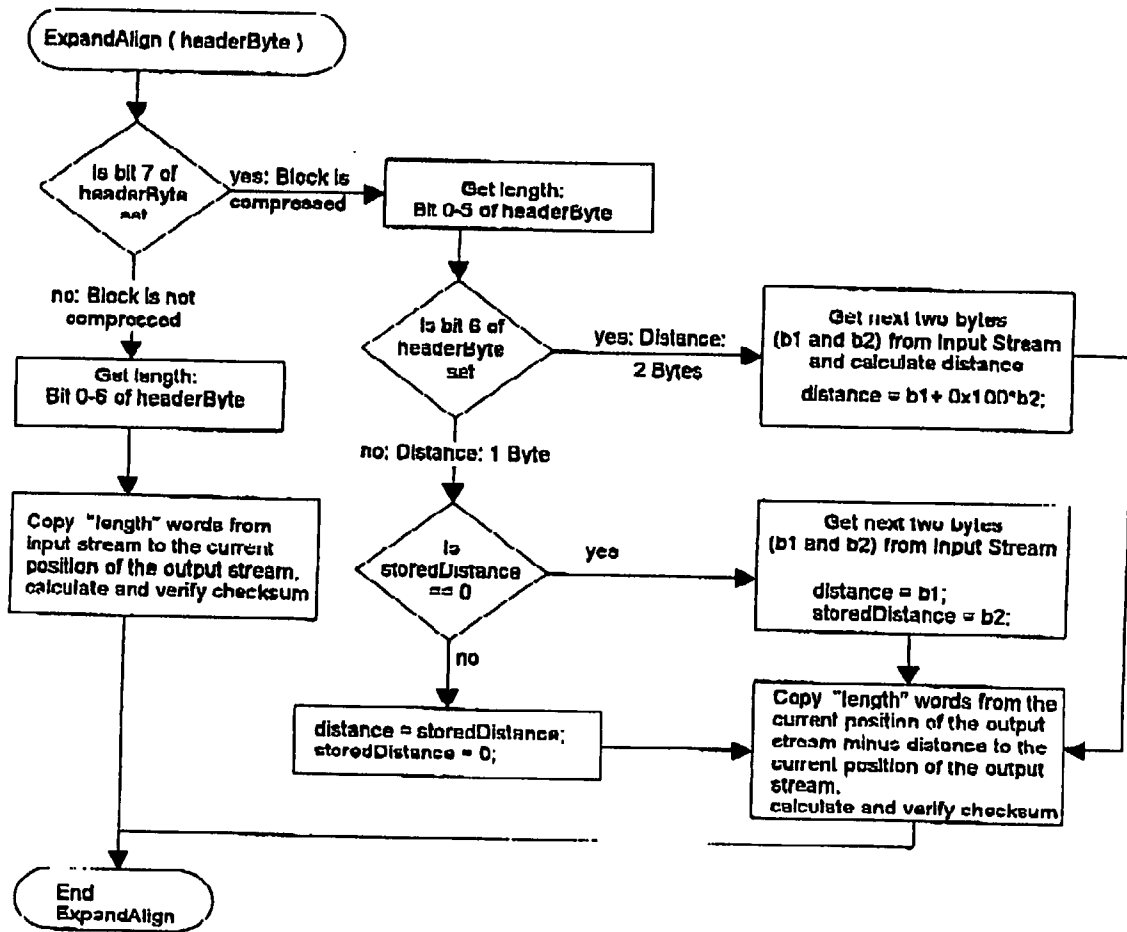 ExpandAlign ( headerByte )
Is bit 7 of
headerByte
set
yes: Block is
compressed
Get length:
Bit 0-5 of headerByte
no: Block is not
compressed
Is bit 6 of
headerByte
set
yes: Distance:
2 Bytes
Get next two bytes
(b1 and b2) from Input Stream
and calculate distance
distance = b1+ 0x100*b2;
Get length:
Bit 0-6 of headerByte
no: Distance: 1 Byte
Copy "length" words from
input stream to the current
position of the output stream.
calculate and verify checksum
Is
storedDistance
== 0
yes
Get next two bytes
(b1 and b2) from Input Stream
distance = b1;
storedDistance = b2;
no
distance = storedDistance;
storedDistance = 0;
Copy "length" words from the
current position of the output
stream minus distance to the
current position of the output
stream.
calculate and verify checksum
End
ExpandAlign